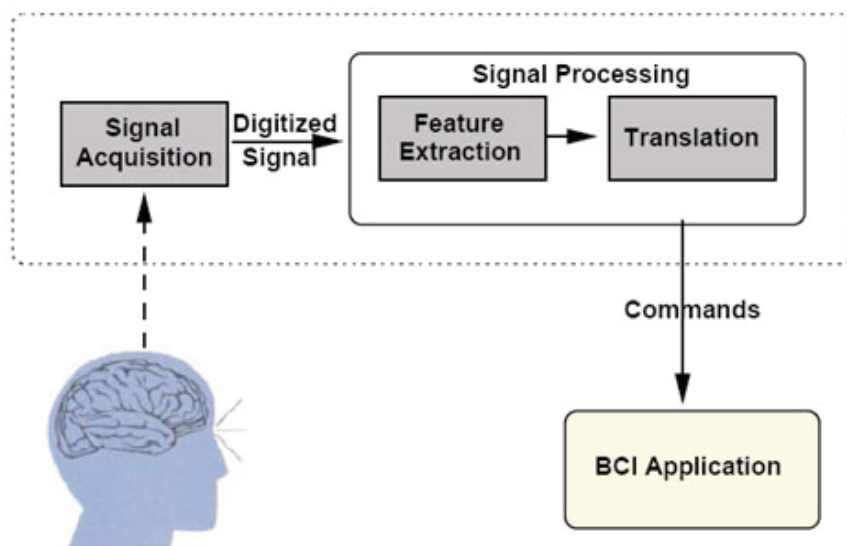 Signal Processing
Signal
Acquisition
Digitized
Signal
Feature
Extraction
Translation
Commands
BCI Application